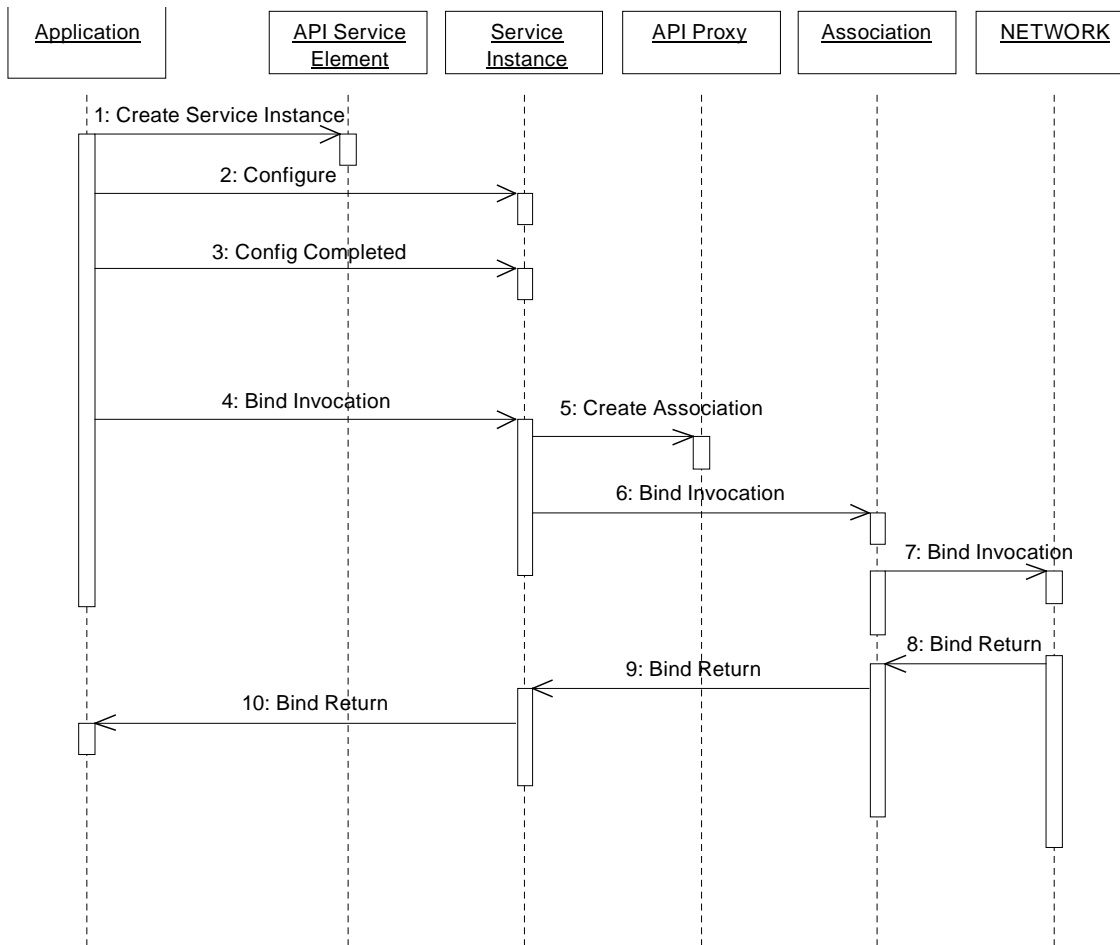 Application
API Service
Element
Service
Instance
API Proxy
Association
NETWORK
1: Create Service Instance
2: Configure
3: Config Completed
4: Bind Invocation
5: Create Association
6: Bind Invocation
7: Bind Invocation
8: Bind Return
9: Bind Return
10: Bind Return